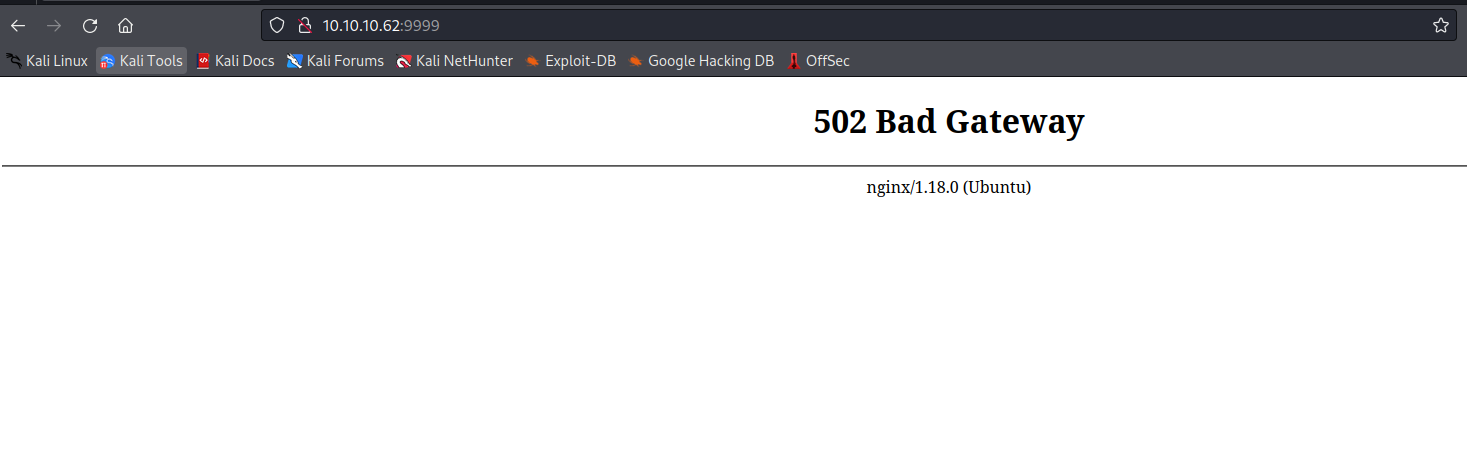 10.10.10.62:9999
Kali Linux Kali Tools Kali Docs Kali Forums Kali NetHunter Exploit-DB Google Hacking DB OffSec
502 Bad Gateway
nginx/1.18.0 (Ubuntu)